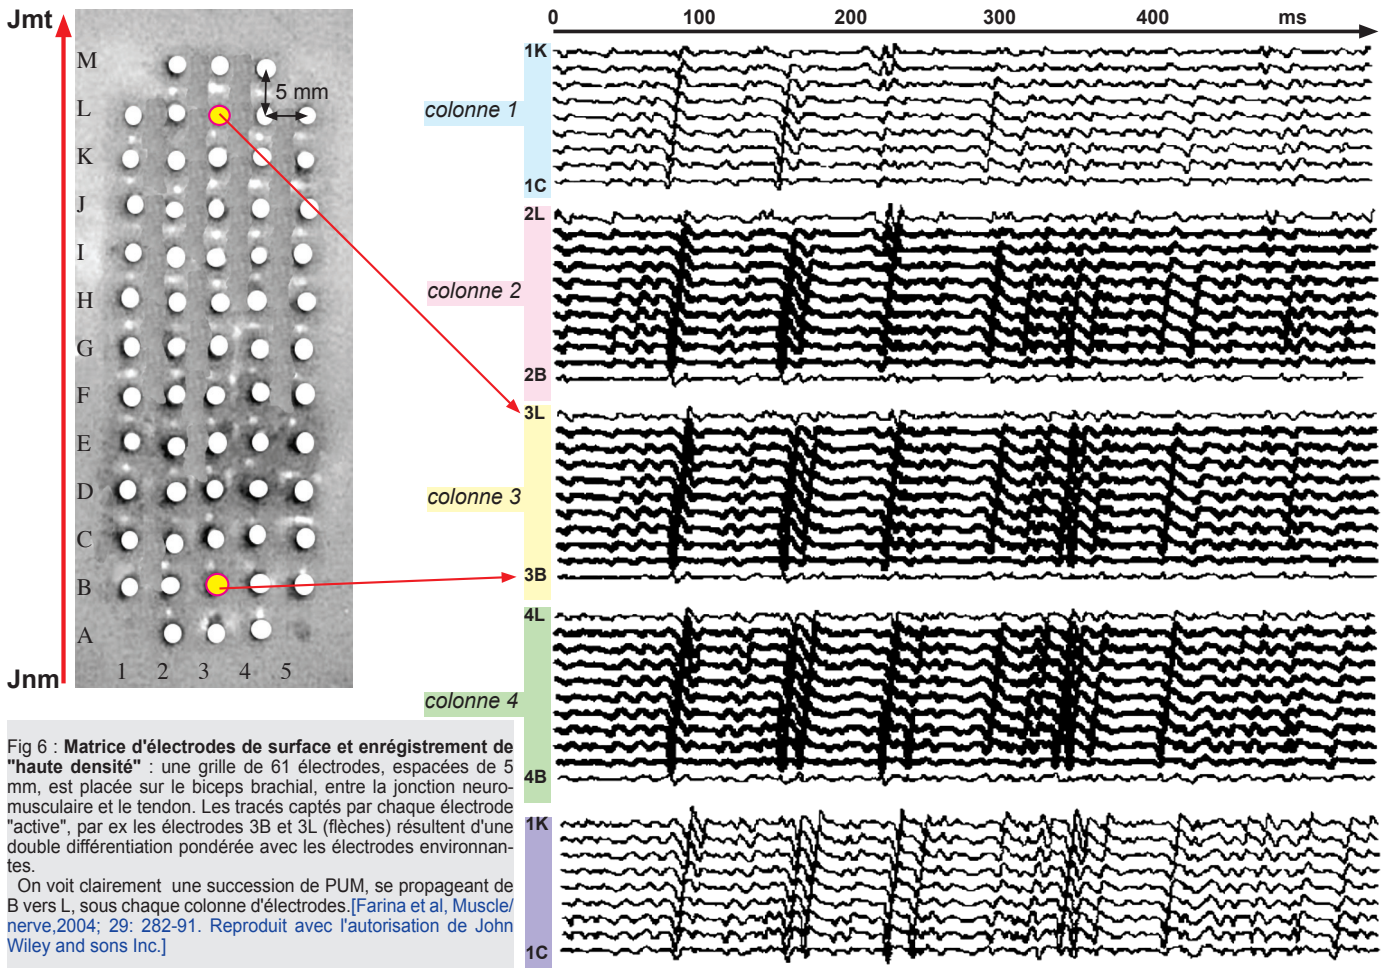 Jmt
M
L
K
J
I
H
G
F
E
D
C
B
A
5 mm
1 2 3 4 5
Jnm
0 100 200 300 400 ms
1K
colonne 1
1C
2L
colonne 2
2B
3L
colonne 3
3B
4L
colonne 4
4B
1K
1C
Fig 6 : Matrice d'électrodes de surface et enrégistrement de
"haute densité" : une grille de 61 électrodes, espacées de 5
mm, est placée sur le biceps brachial, entre la jonction neuro-
musculaire et le tendon. Les tracés captés par chaque électrode
"active", par ex les électrodes 3B et 3L (flèches) résultent d'une
double différentiation pondérée avec les électrodes environnan-
tes.
On voit clairement une succession de PUM, se propageant de
B vers L, sous chaque colonne d'électrodes.[Farina et al, Muscle/
nerve,2004; 29: 282-91. Reproduit avec l'autorisation de John
Wiley and sons Inc.]